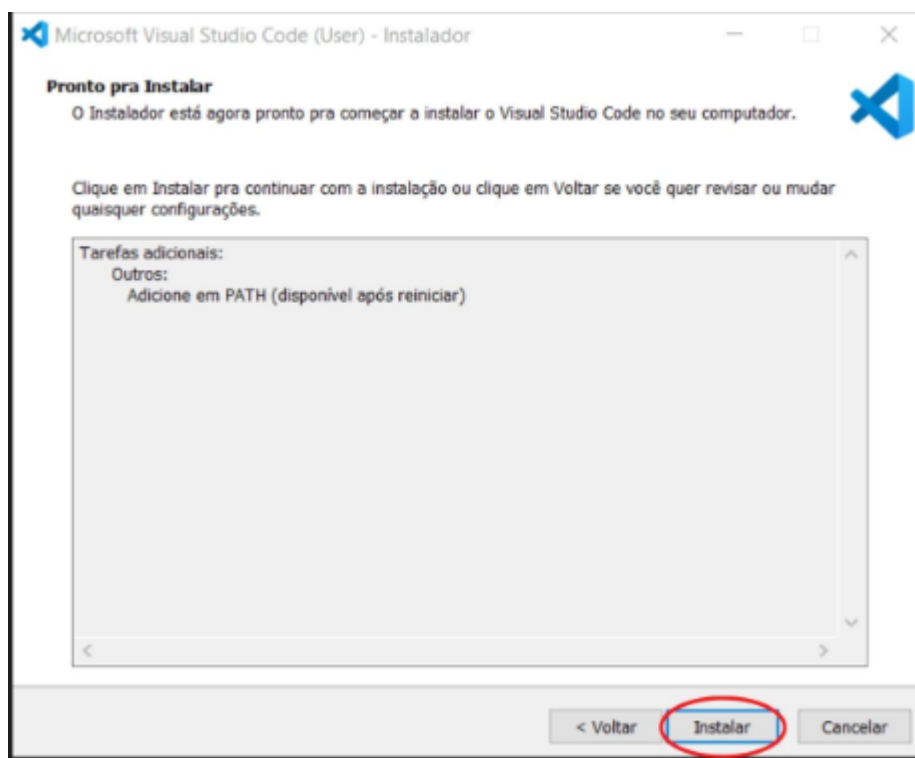 Microsoft Visual Studio Code (User) - Instalador
Pronto pra Instalar
O Instalador está agora pronto pra começar a instalar o Visual Studio Code no seu computador.
Clique em Instalar pra continuar com a instalação ou clique em Voltar se você quer revisar ou mudar
quaisquer configurações.
Tarefas adicionais:
Outros:
Adicione em PATH (disponível após reiniciar)
< Voltar Instalar Cancelar